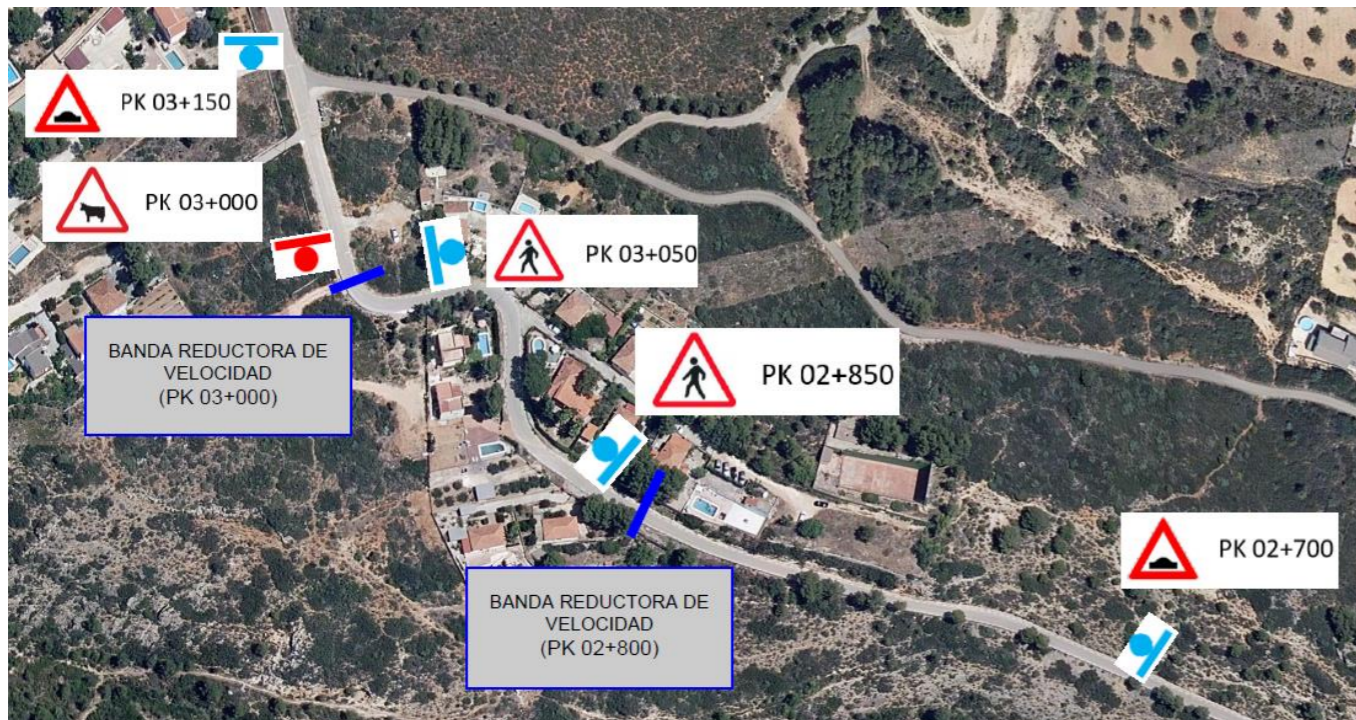 PK 03+150
PK 03+000
PK 03+050
BANDA REDUCTORA DE
VELOCIDAD
(PK 03+000)
PK 02+850
PK 02+700
BANDA REDUCTORA DE
VELOCIDAD
(PK 02+800)